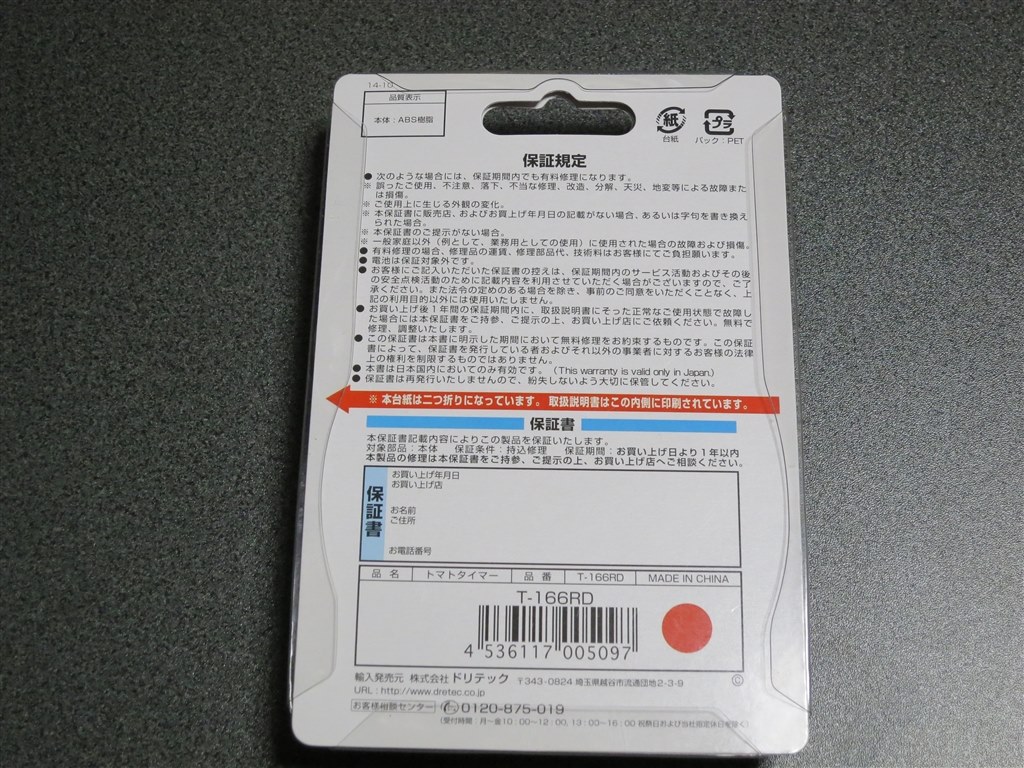 14-10
品質表示
本体：ABS樹脂
紙
台紙
プラ
パック：PET
保証規定
● 次のような場合には、保証期間内でも有料修理になります。
※ 誤ったご使用、不注意、落下、不当な修理、改造、分解、天災、地変等による故障また
は損傷。
※ ご使用上に生じる外観の変化。
※ 本保証書に販売店、およびお買上げ年月日の記載がない場合、あるいは字句を書き換え
られた場合。
※ 本保証書のご提示がない場合。
※ 一般家庭以外（例として、業務用としての使用）に使用された場合の故障および損傷。
● 有料修理の場合、修理品の運賃、修理部品代、技術料はお客様にてご負担願います。
● 電池は保証対象外です。
● お客様にご記入いただいた保証書の控えは、保証期間内のサービス活動およびその後
の安全点検活動のために記載内容を利用させていただく場合がございますので、ご了
承ください。また法令の定めのある場合を除き、事前のご同意をいただくことなく、上
記の利用目的以外には使用いたしません。
● お買い上げ後１年間の保証期間内に、取扱説明書にそった正常なご使用状態で故障し
た場合には本保証書をご持参、ご提示の上、お買い上げ店にご依頼ください。無料で
修理、調整いたします。
● この保証書は本書に明示した期間において無料修理をお約束するものです。この保証
書によって、保証書を発行している者およびそれ以外の事業者に対するお客様の法律
上の権利を制限するものではありません。
● 本書は日本国内においてのみ有効です。（This warranty is valid only in Japan.）
● 保証書は再発行いたしませんので、紛失しないよう大切に保管してください。
※ 本台紙は二つ折りになっています。取扱説明書はこの内側に印刷されています。
保証書
本保証書記載内容によりこの製品を保証いたします。
対象部品：本体　保証条件：持込修理　保証期間：お買い上げ日より１年以内
本製品の修理は本保証書をご持参、ご提示の上、お買い上げ店へご相談ください。
保証書
お買い上げ年月日
お買い上げ店
お名前
ご住所
お電話番号
品 名　トマトタイマー　品 番　T-166RD　MADE IN CHINA
T-166RD
4 536117 005097
輸入発売元 株式会社 ドリテック 〒343-0824 埼玉県越谷市流通団地2-3-9 ©
URL：http://www.dretec.co.jp
お客様相談センター 0120-875-019
（受付時間：月～金10：00～12：00, 13：00～16：00 祝祭日および当社指定休日を除く）